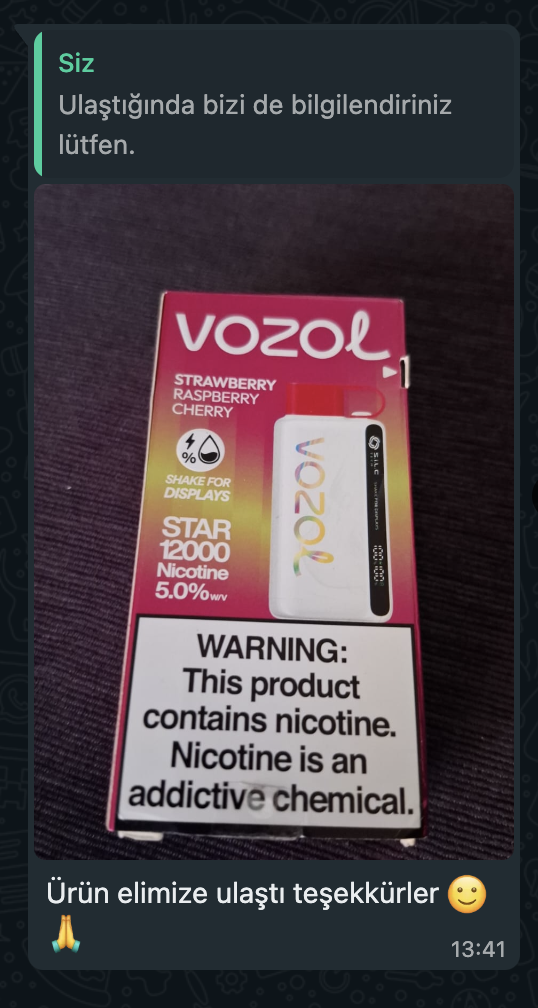 Siz
Ulaştığında bizi de bilgilendiriniz
lütfen.
VOZOL
STRAWBERRY
RASPBERRY
CHERRY
%
SHAKE FOR
DISPLAYS
STAR
12000
Nicotine
5.0%w/v
VOZOL
WARNING:
This product
contains nicotine.
Nicotine is an
addictive chemical.
Ürün elimize ulaştı teşekkürler 🙂
🙏
13:41